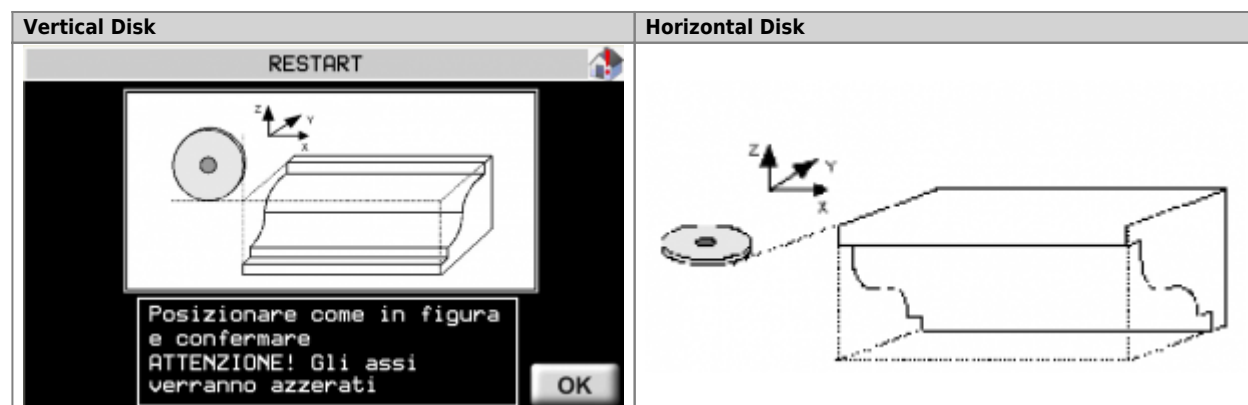 Vertical Disk
Horizontal Disk
RESTART
Z
Y
X
Posizionare come in figura
e confermare
ATTENZIONE! Gli assi
verranno azzerati
OK
Z
Y
X